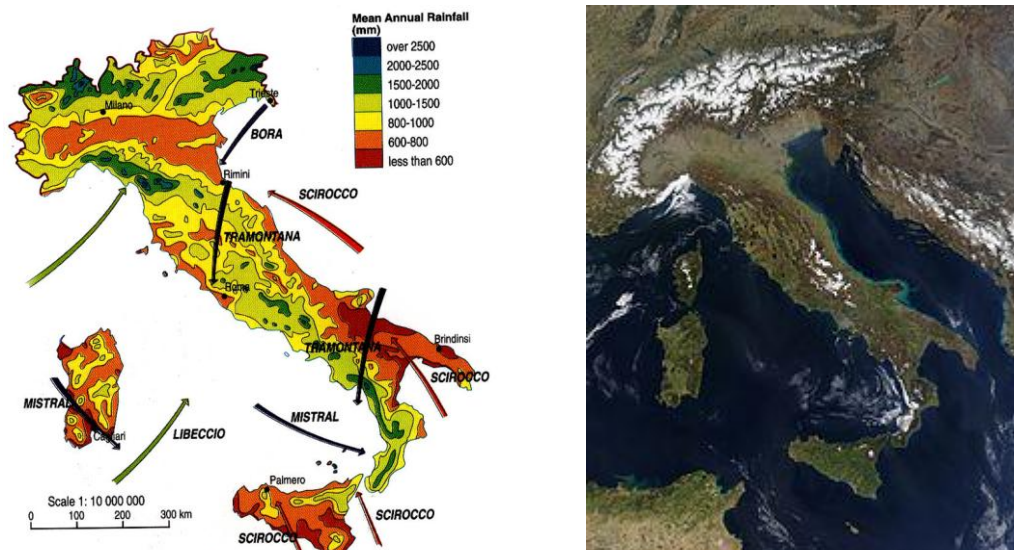 Mean Annual Rainfall
(mm)
over 2500
2000-2500
1500-2000
1000-1500
800-1000
600-800
less than 600
Trieste
Milano
BORA
Rimini
SCIROCCO
TRAMONTANA
Roma
TRAMONTANA
Brindinsi
SCIROCCO
MISTRAL
MISTRAL
Cagliari
LIBECCIO
Scale 1: 10 000 000
0 100 200 300 km
Palmero
SCIROCCO
SCIROCCO